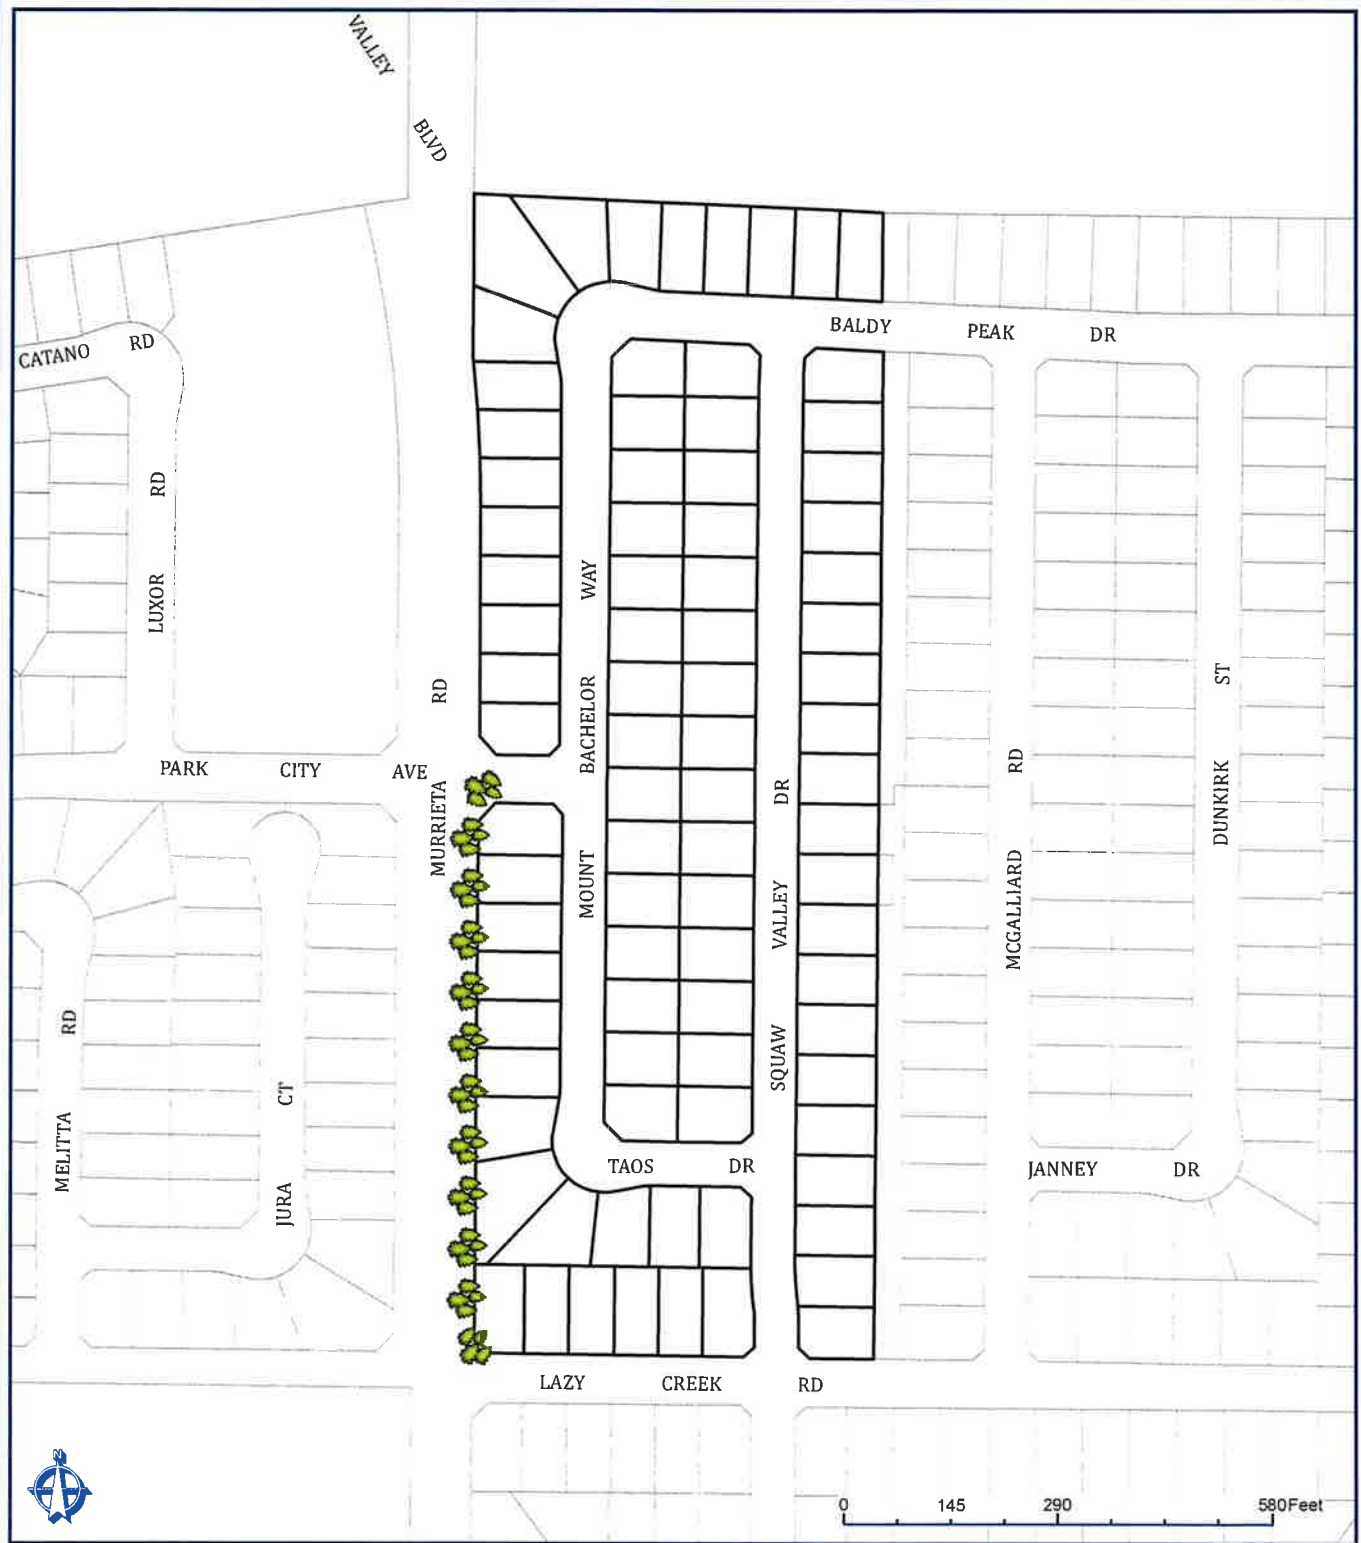 VALLEY
BLVD
BALDY PEAK DR
CATANO RD
LUXOR RD
MURRIETA RD
MOUNT BACHELOR WAY
SQUAW VALLEY DR
MCGALLIARD RD
DUNKIRK ST
PARK CITY AVE
MELITTA RD
JURA CT
TAOS DR
JANNEY DR
LAZY CREEK RD
N
0 145 290 580Feet